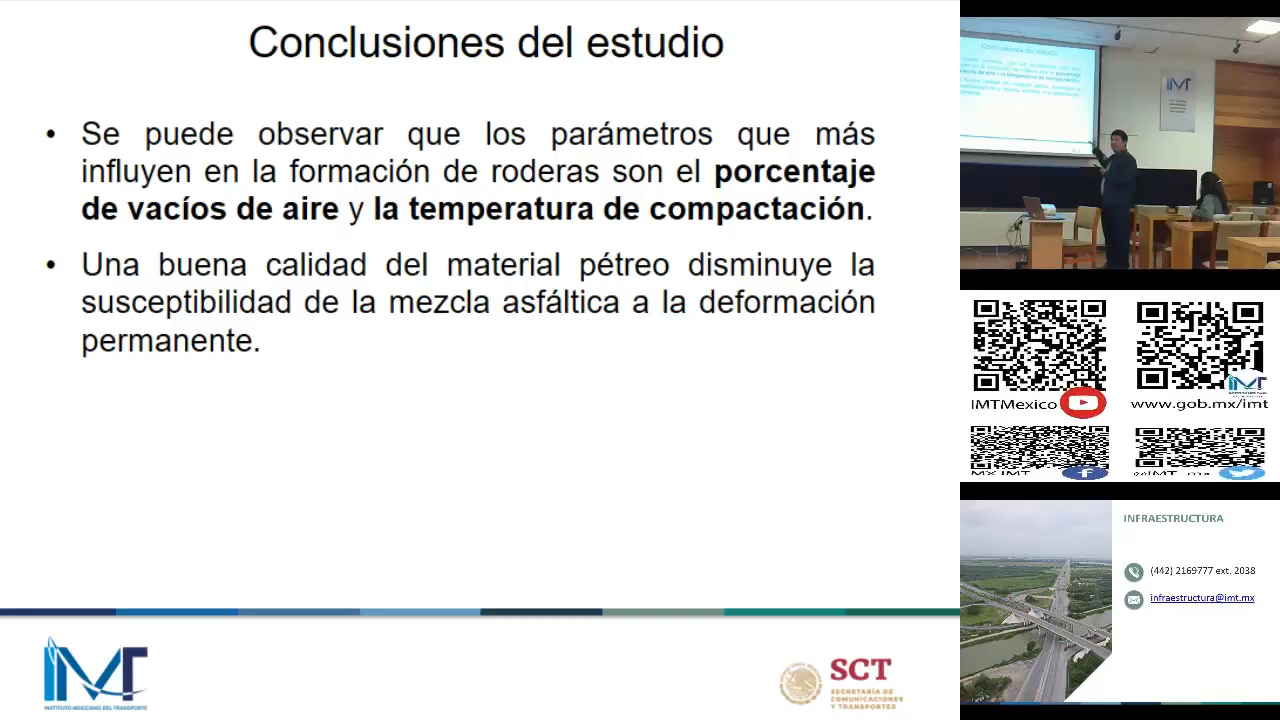 Conclusiones del estudio
• Se puede observar que los parámetros que más
influyen en la formación de roderas son el porcentaje
de vacíos de aire y la temperatura de compactación.
• Una buena calidad del material pétreo disminuye la
susceptibilidad de la mezcla asfáltica a la deformación
permanente.
IMT
INSTITUTO MEXICANO DEL TRANSPORTE
SCT
SECRETARÍA DE
COMUNICACIONES
Y TRANSPORTES
Conclusiones del estudio
IMT
IMTMexico
www.gob.mx/imt
MX IMT
INFRAESTRUCTURA
(442) 2169777 ext. 2038
infraestructura@imt.mx